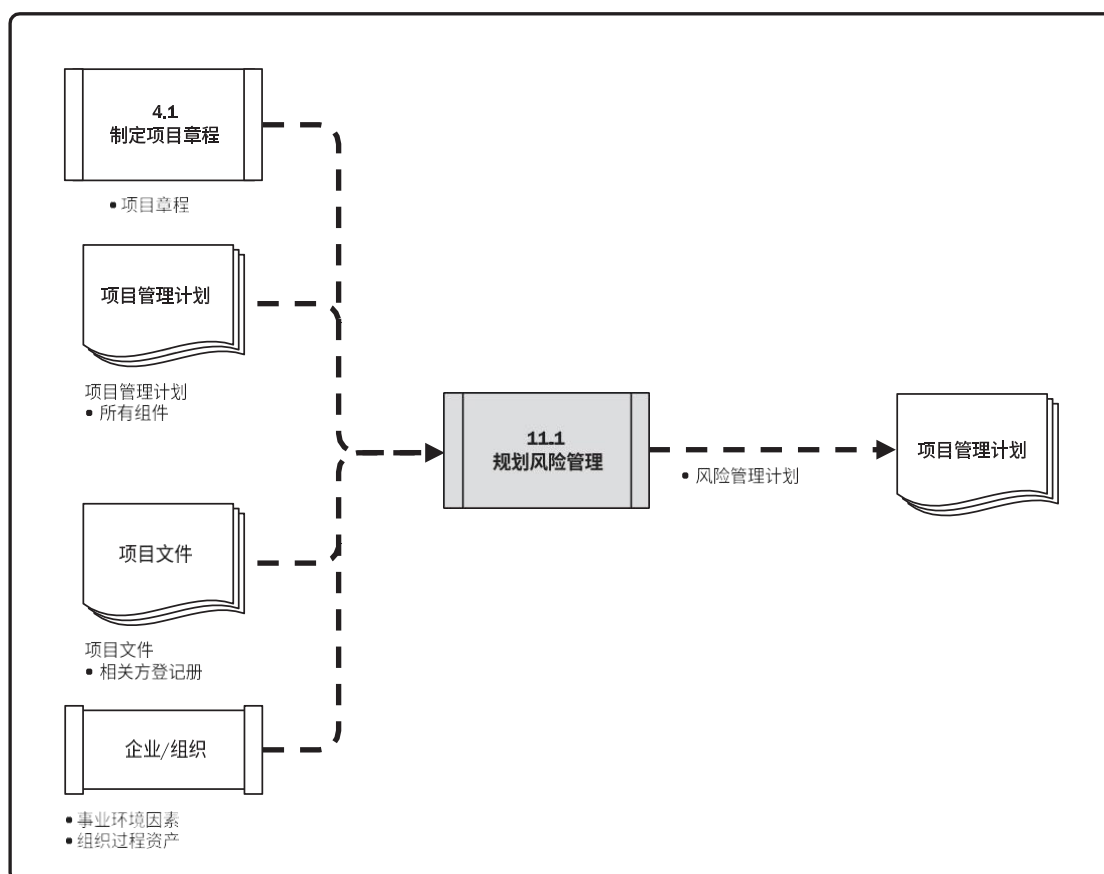 4.1
制定项目章程
• 项目章程
项目管理计划
项目管理计划
• 所有组件
项目文件
项目文件
• 相关方登记册
企业/组织
• 事业环境因素
• 组织过程资产
11.1
规划风险管理
• 风险管理计划
项目管理计划